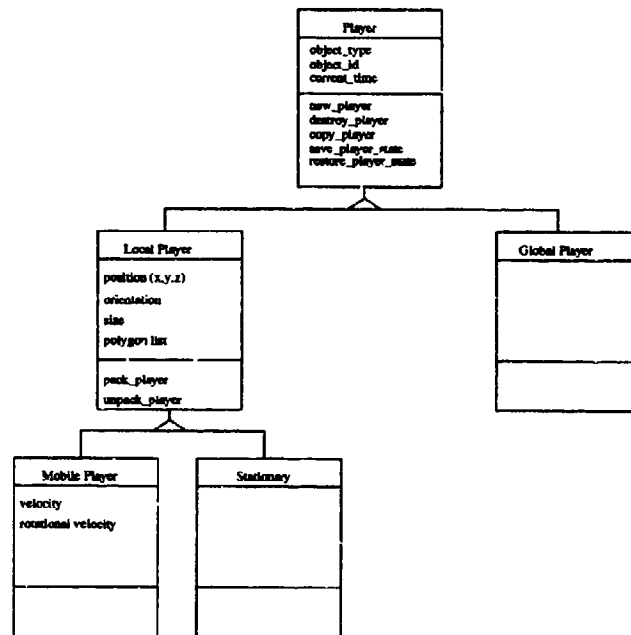 Player
object_type
object_id
current_time
new_player
destroy_player
copy_player
save_player_state
restore_player_state
Local Player
position (x,y,z)
orientation
size
polygon list
pack_player
unpack_player
Global Player
Mobile Player
velocity
rotational velocity
Stationary